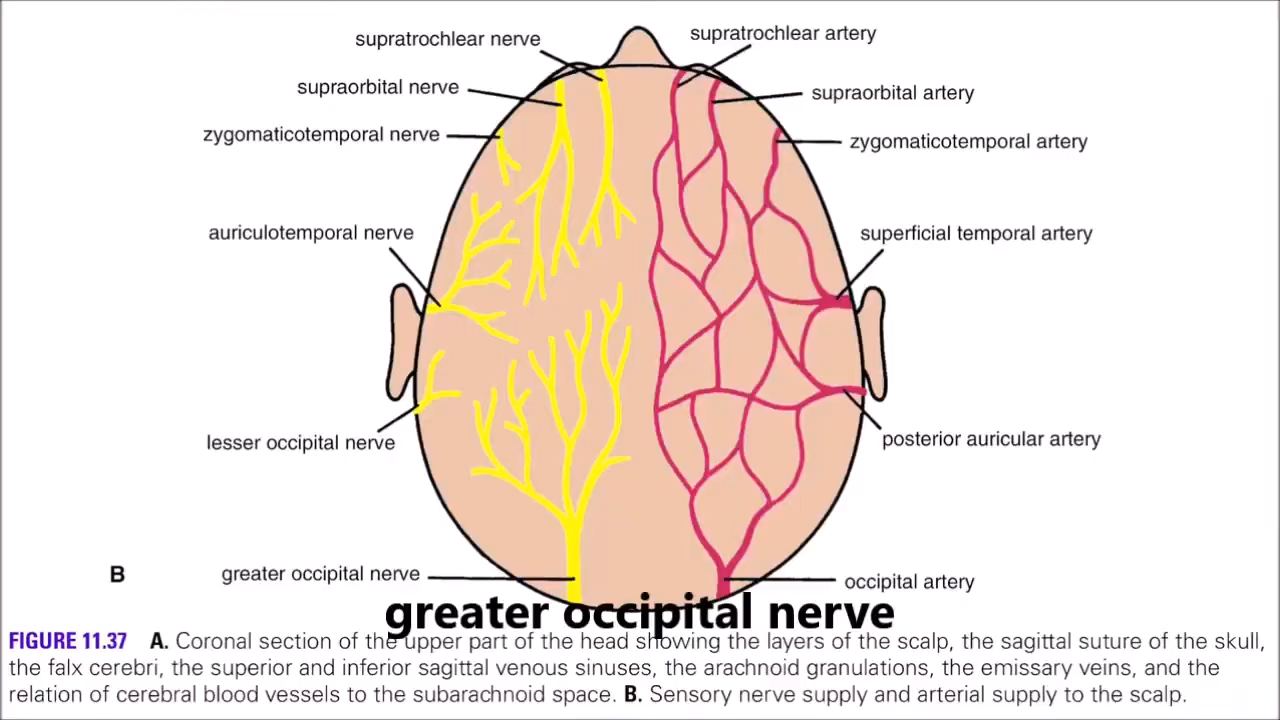 supratrochlear nerve
supratrochlear artery
supraorbital nerve
supraorbital artery
zygomaticotemporal nerve
zygomaticotemporal artery
auriculotemporal nerve
superficial temporal artery
lesser occipital nerve
posterior auricular artery
B
greater occipital nerve
occipital artery
greater occipital nerve
FIGURE 11.37 A. Coronal section of the upper part of the head showing the layers of the scalp, the sagittal suture of the skull,
the falx cerebri, the superior and inferior sagittal venous sinuses, the arachnoid granulations, the emissary veins, and the
relation of cerebral blood vessels to the subarachnoid space. B. Sensory nerve supply and arterial supply to the scalp.